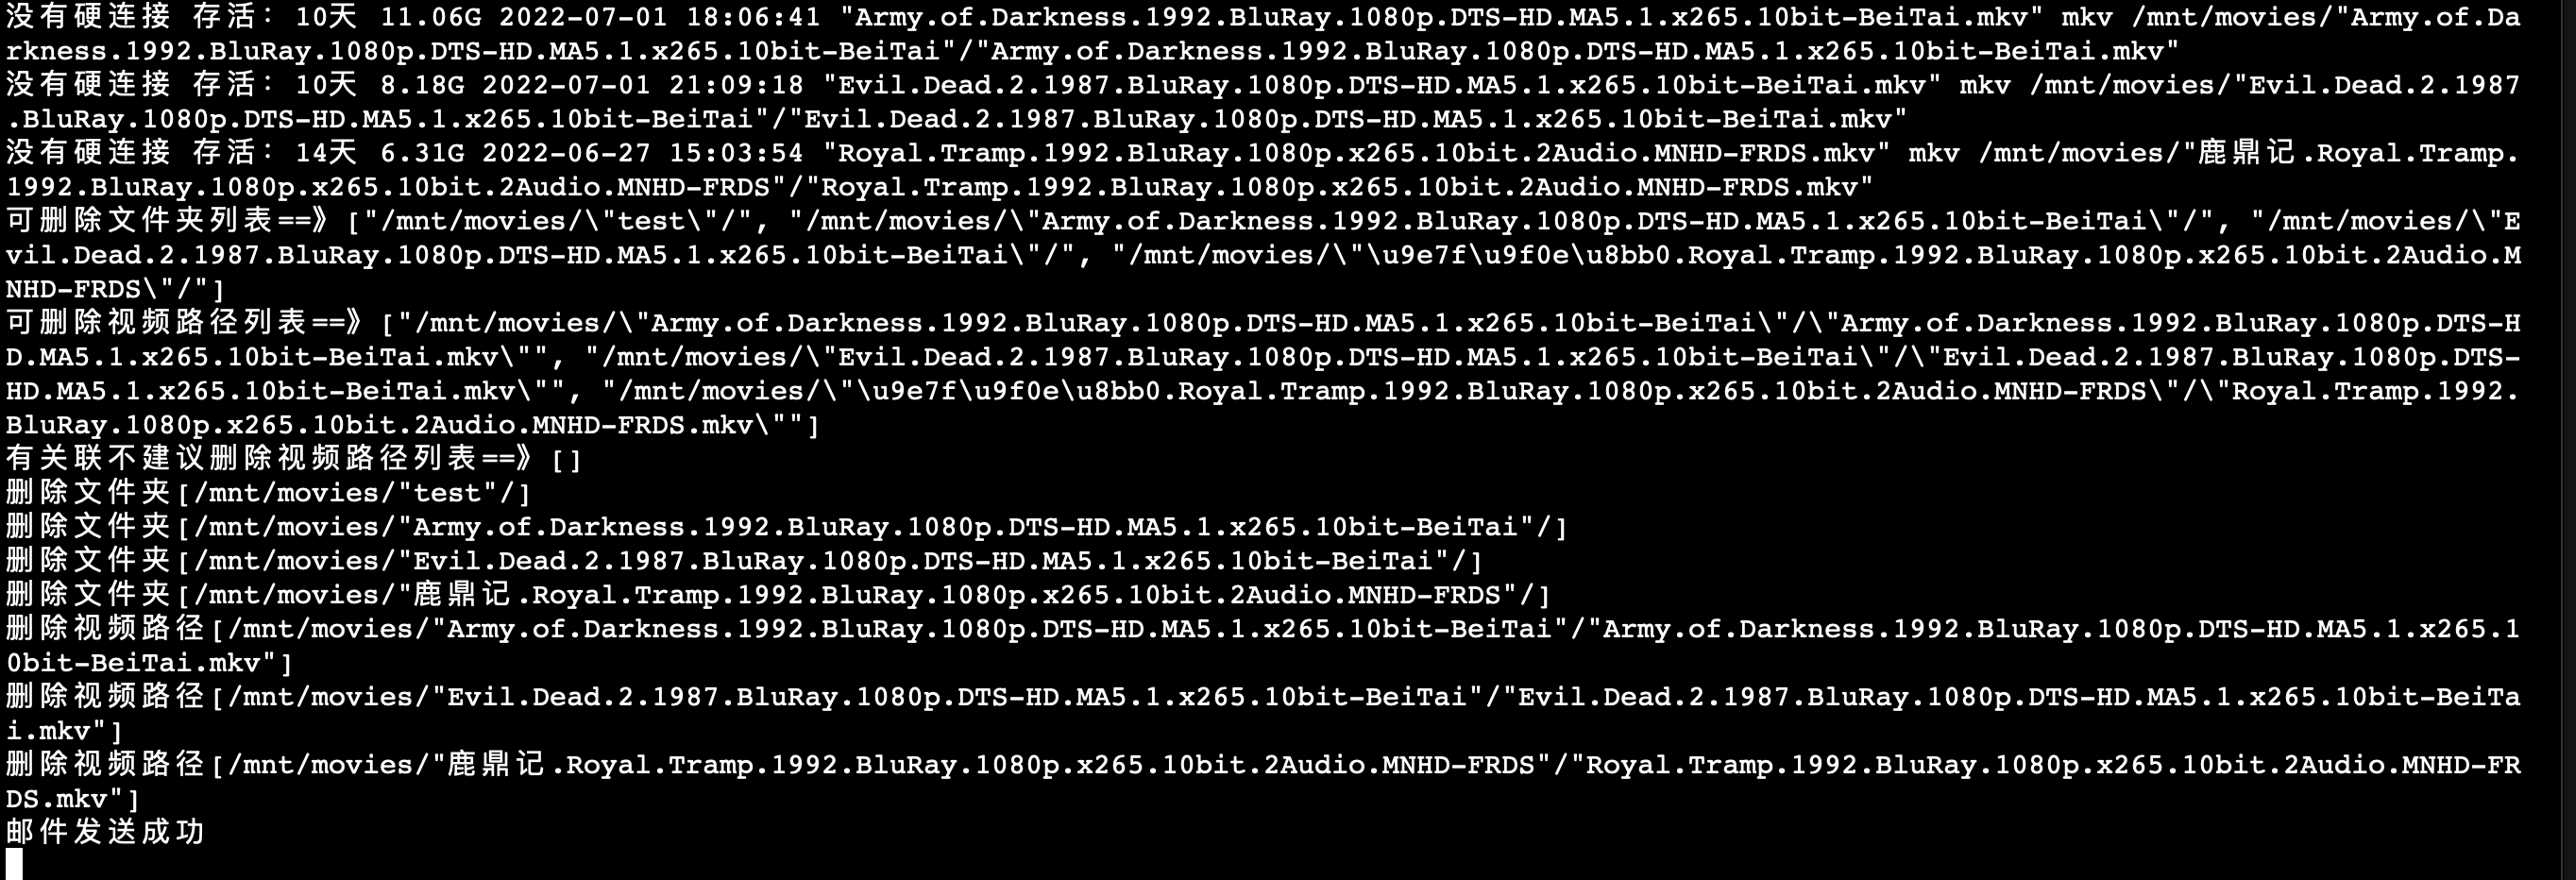 没有硬连接 存活：10天 11.06G 2022-07-01 18:06:41 "Army.of.Darkness.1992.BluRay.1080p.DTS-HD.MA5.1.x265.10bit-BeiTai.mkv" mkv /mnt/movies/"Army.of.Da
rkness.1992.BluRay.1080p.DTS-HD.MA5.1.x265.10bit-BeiTai"/"Army.of.Darkness.1992.BluRay.1080p.DTS-HD.MA5.1.x265.10bit-BeiTai.mkv"
没有硬连接 存活：10天 8.18G 2022-07-01 21:09:18 "Evil.Dead.2.1987.BluRay.1080p.DTS-HD.MA5.1.x265.10bit-BeiTai.mkv" mkv /mnt/movies/"Evil.Dead.2.1987
.BluRay.1080p.DTS-HD.MA5.1.x265.10bit-BeiTai"/"Evil.Dead.2.1987.BluRay.1080p.DTS-HD.MA5.1.x265.10bit-BeiTai.mkv"
没有硬连接 存活：14天 6.31G 2022-06-27 15:03:54 "Royal.Tramp.1992.BluRay.1080p.x265.10bit.2Audio.MNHD-FRDS.mkv" mkv /mnt/movies/"鹿鼎记.Royal.Tramp.
1992.BluRay.1080p.x265.10bit.2Audio.MNHD-FRDS"/"Royal.Tramp.1992.BluRay.1080p.x265.10bit.2Audio.MNHD-FRDS.mkv"
可删除文件夹列表==》["/mnt/movies/\"test\"/", "/mnt/movies/\"Army.of.Darkness.1992.BluRay.1080p.DTS-HD.MA5.1.x265.10bit-BeiTai\"/", "/mnt/movies/\"E
vil.Dead.2.1987.BluRay.1080p.DTS-HD.MA5.1.x265.10bit-BeiTai\"/", "/mnt/movies/\"\u9e7f\u9f0e\u8bb0.Royal.Tramp.1992.BluRay.1080p.x265.10bit.2Audio.M
NHD-FRDS\"/"]
可删除视频路径列表==》["/mnt/movies/\"Army.of.Darkness.1992.BluRay.1080p.DTS-HD.MA5.1.x265.10bit-BeiTai\"/\"Army.of.Darkness.1992.BluRay.1080p.DTS-H
D.MA5.1.x265.10bit-BeiTai.mkv\"", "/mnt/movies/\"Evil.Dead.2.1987.BluRay.1080p.DTS-HD.MA5.1.x265.10bit-BeiTai\"/\"Evil.Dead.2.1987.BluRay.1080p.DTS-
HD.MA5.1.x265.10bit-BeiTai.mkv\"", "/mnt/movies/\"\u9e7f\u9f0e\u8bb0.Royal.Tramp.1992.BluRay.1080p.x265.10bit.2Audio.MNHD-FRDS\"/\"Royal.Tramp.1992.
BluRay.1080p.x265.10bit.2Audio.MNHD-FRDS.mkv\""]
有关联不建议删除视频路径列表==》[]
删除文件夹[/mnt/movies/"test"/]
删除文件夹[/mnt/movies/"Army.of.Darkness.1992.BluRay.1080p.DTS-HD.MA5.1.x265.10bit-BeiTai"/]
删除文件夹[/mnt/movies/"Evil.Dead.2.1987.BluRay.1080p.DTS-HD.MA5.1.x265.10bit-BeiTai"/]
删除文件夹[/mnt/movies/"鹿鼎记.Royal.Tramp.1992.BluRay.1080p.x265.10bit.2Audio.MNHD-FRDS"/]
删除视频路径[/mnt/movies/"Army.of.Darkness.1992.BluRay.1080p.DTS-HD.MA5.1.x265.10bit-BeiTai"/"Army.of.Darkness.1992.BluRay.1080p.DTS-HD.MA5.1.x265.1
0bit-BeiTai.mkv"]
删除视频路径[/mnt/movies/"Evil.Dead.2.1987.BluRay.1080p.DTS-HD.MA5.1.x265.10bit-BeiTai"/"Evil.Dead.2.1987.BluRay.1080p.DTS-HD.MA5.1.x265.10bit-BeiTa
i.mkv"]
删除视频路径[/mnt/movies/"鹿鼎记.Royal.Tramp.1992.BluRay.1080p.x265.10bit.2Audio.MNHD-FRDS"/"Royal.Tramp.1992.BluRay.1080p.x265.10bit.2Audio.MNHD-FR
DS.mkv"]
邮件发送成功